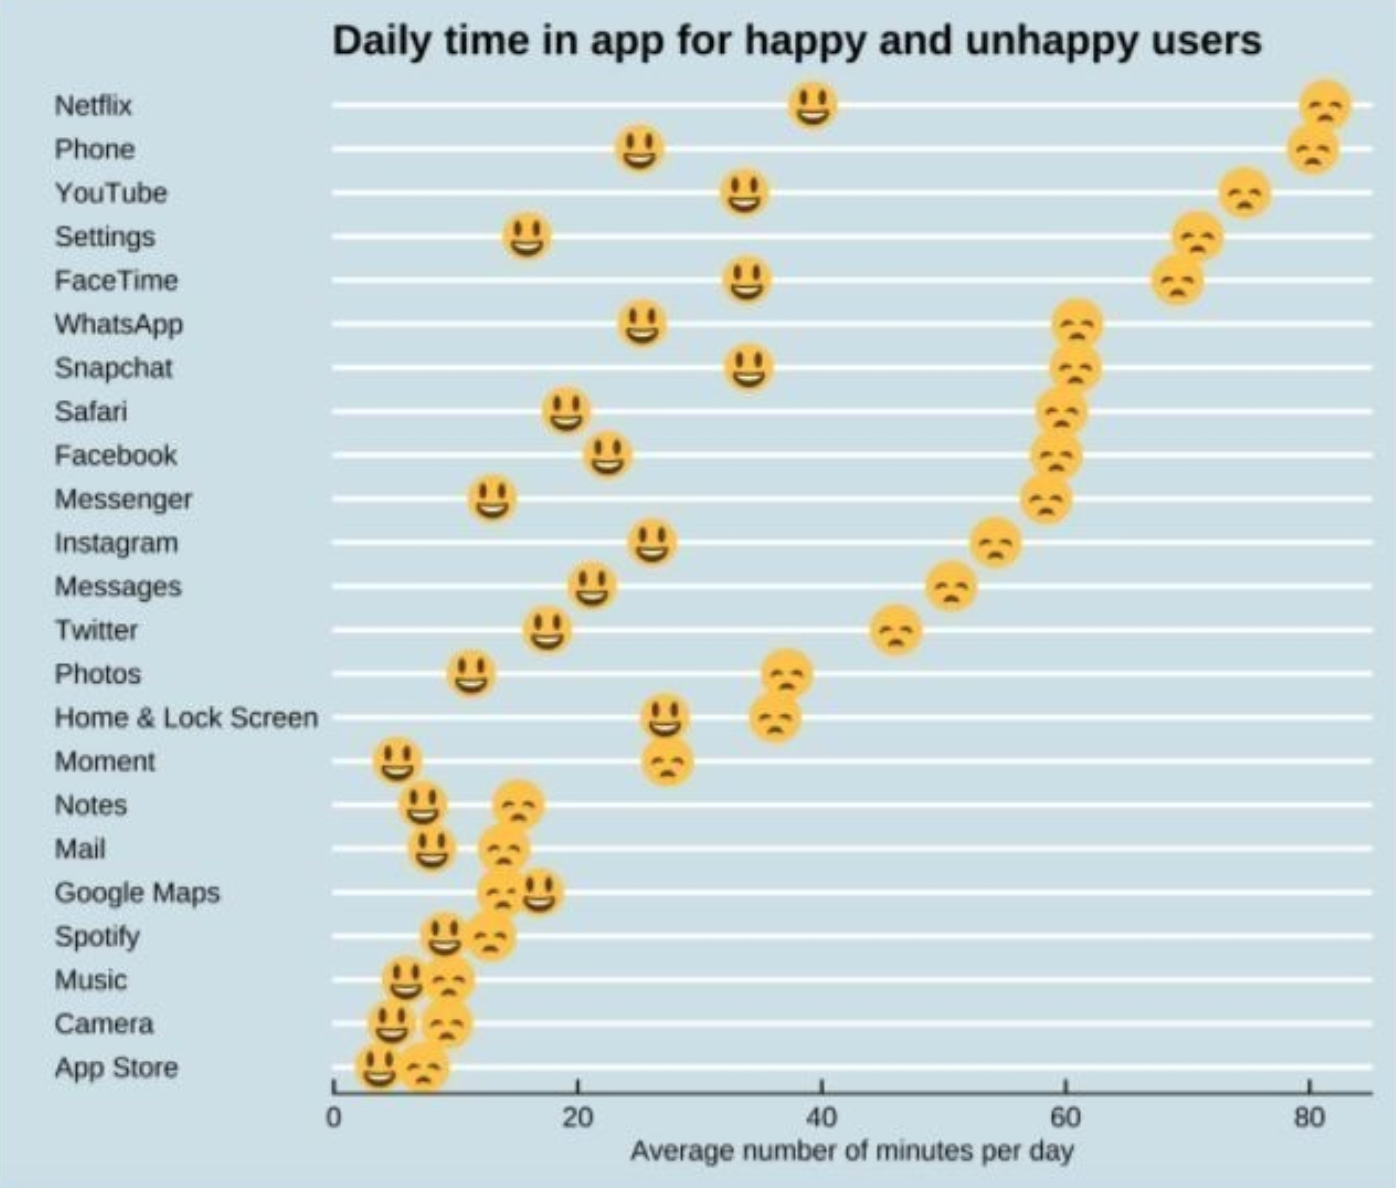 Daily time in app for happy and unhappy users
Netflix
Phone
YouTube
Settings
FaceTime
WhatsApp
Snapchat
Safari
Facebook
Messenger
Instagram
Messages
Twitter
Photos
Home & Lock Screen
Moment
Notes
Mail
Google Maps
Spotify
Music
Camera
App Store
0 20 40 60 80
Average number of minutes per day